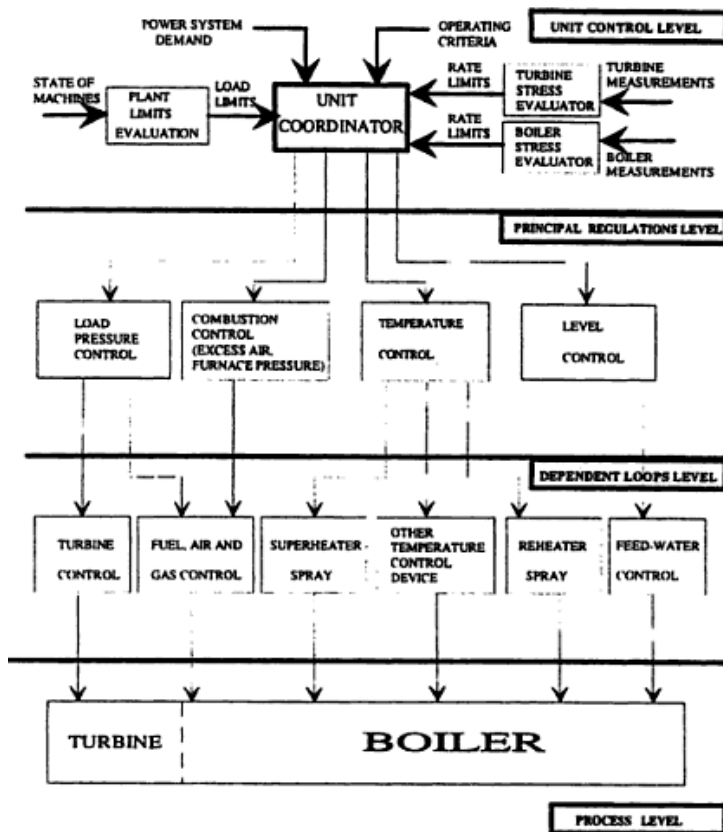 POWER SYSTEM
DEMAND
OPERATING
CRITERIA
UNIT CONTROL LEVEL
STATE OF
MACHINES
PLANT
LIMITS
EVALUATION
LOAD
LIMITS
UNIT
COORDINATOR
RATE
LIMITS
TURBINE
STRESS
EVALUATOR
TURBINE
MEASUREMENTS
RATE
LIMITS
BOILER
STRESS
EVALUATOR
BOILER
MEASUREMENTS
PRINCIPAL REGULATIONS LEVEL
LOAD
PRESSURE
CONTROL
COMBUSTION
CONTROL
(EXCESS AIR,
FURNACE PRESSURE)
TEMPERATURE
CONTROL
LEVEL
CONTROL
DEPENDENT LOOPS LEVEL
TURBINE
CONTROL
FUEL, AIR AND
GAS CONTROL
SUPERHEATER
SPRAY
OTHER
TEMPERATURE
CONTROL
DEVICE
REHEATER
SPRAY
FEED-WATER
CONTROL
TURBINE
BOILER
PROCESS LEVEL